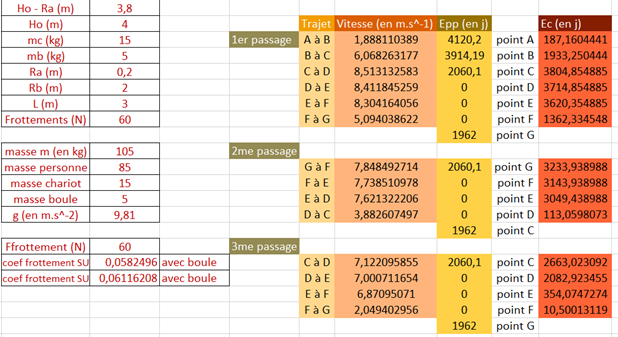 Ho - Ra (m) 3,8
Ho (m) 4 Trajet Vitesse (en m.s^-1) Epp (en j) Ec (en j)
mc (kg) 15 1er passage A à B 1,888110389 4120,2 point A 187,1604441
mb (kg) 5 B à C 6,068263177 3914,19 point B 1933,250444
Ra (m) 0,2 C à D 8,513132583 2060,1 point C 3804,854885
Rb (m) 2 D à E 8,411845259 0 point D 3714,854885
L (m) 3 E à F 8,304164056 0 point E 3620,354885
Frottements (N) 60 F à G 5,094038622 0 point F 1362,334548
1962 point G
masse m (en kg) 105 2me passage
masse personne 85 G à F 7,848492714 2060,1 point G 3233,938988
masse chariot 15 F à E 7,738510978 0 point F 3143,938988
masse boule 5 E à D 7,621322206 0 point E 3049,438988
g (en m.s^-2) 9,81 D à C 3,882607497 0 point D 113,0598073
1962 point C
Ffrottement (N) 60 3me passage
coef frottement SU 0,0582496 avec boule C à D 7,122095855 2060,1 point C 2663,023092
coef frottement SU 0,06116208 avec boule D à E 7,000711654 0 point D 2082,923455
E à F 6,87095071 0 point E 354,0747274
F à G 2,049402956 0 point F 10,50013119
1962 point G